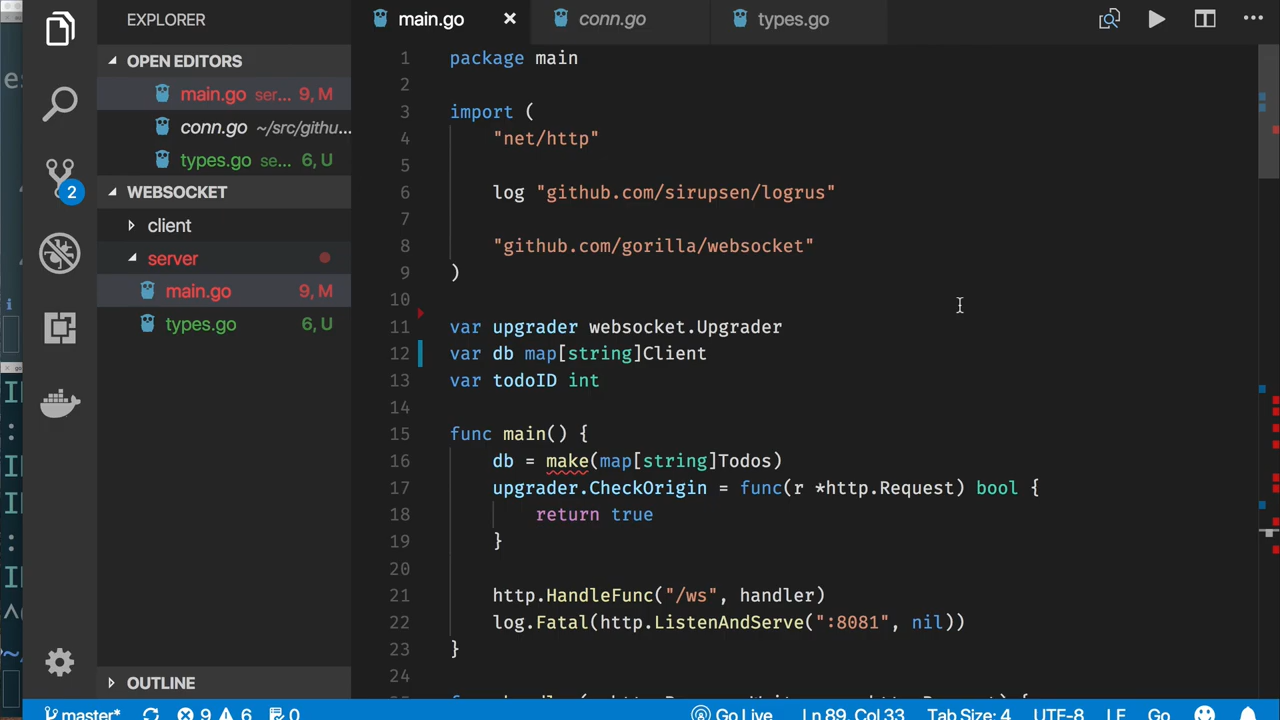 EXPLORER
OPEN EDITORS
main.go ser... 9, M
conn.go ~/src/githu...
types.go se... 6, U
WEBSOCKET
client
server
main.go 9, M
types.go 6, U
OUTLINE
2
main.go × conn.go types.go
1 package main
2
3 import (
4 "net/http"
5
6 log "github.com/sirupsen/logrus"
7
8 "github.com/gorilla/websocket"
9 )
10
11 var upgrader websocket.Upgrader
12 var db map[string]Client
13 var todoID int
14
15 func main() {
16 db = make(map[string]Todos)
17 upgrader.CheckOrigin = func(r *http.Request) bool {
18 return true
19 }
20
21 http.HandleFunc("/ws", handler)
22 log.Fatal(http.ListenAndServe(":8081", nil))
23 }
24
master* 9 6 0 Go Live Ln 89, Col 33 Tab Size: 4 UTF-8 LF Go